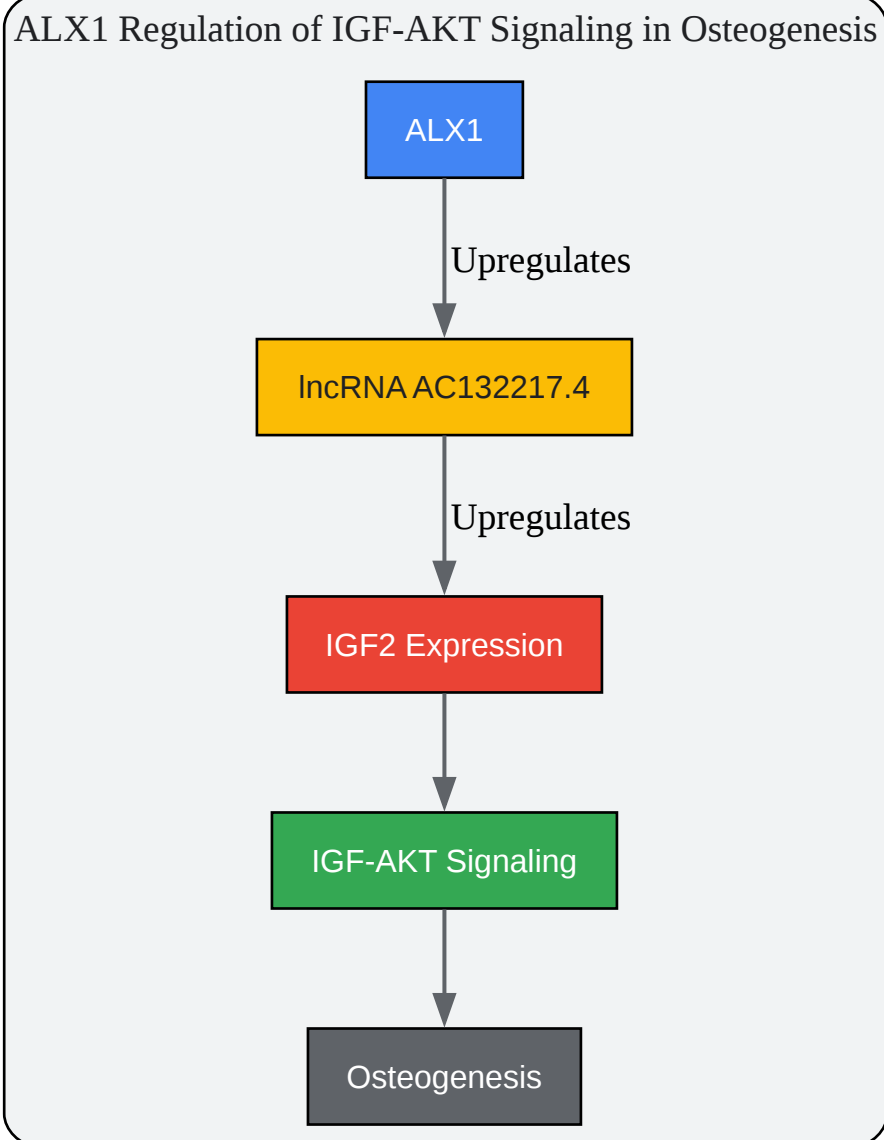 ALX1 Regulation of IGF-AKT Signaling in Osteogenesis
ALX1
Upregulates
lncRNA AC132217.4
Upregulates
IGF2 Expression
IGF-AKT Signaling
Osteogenesis